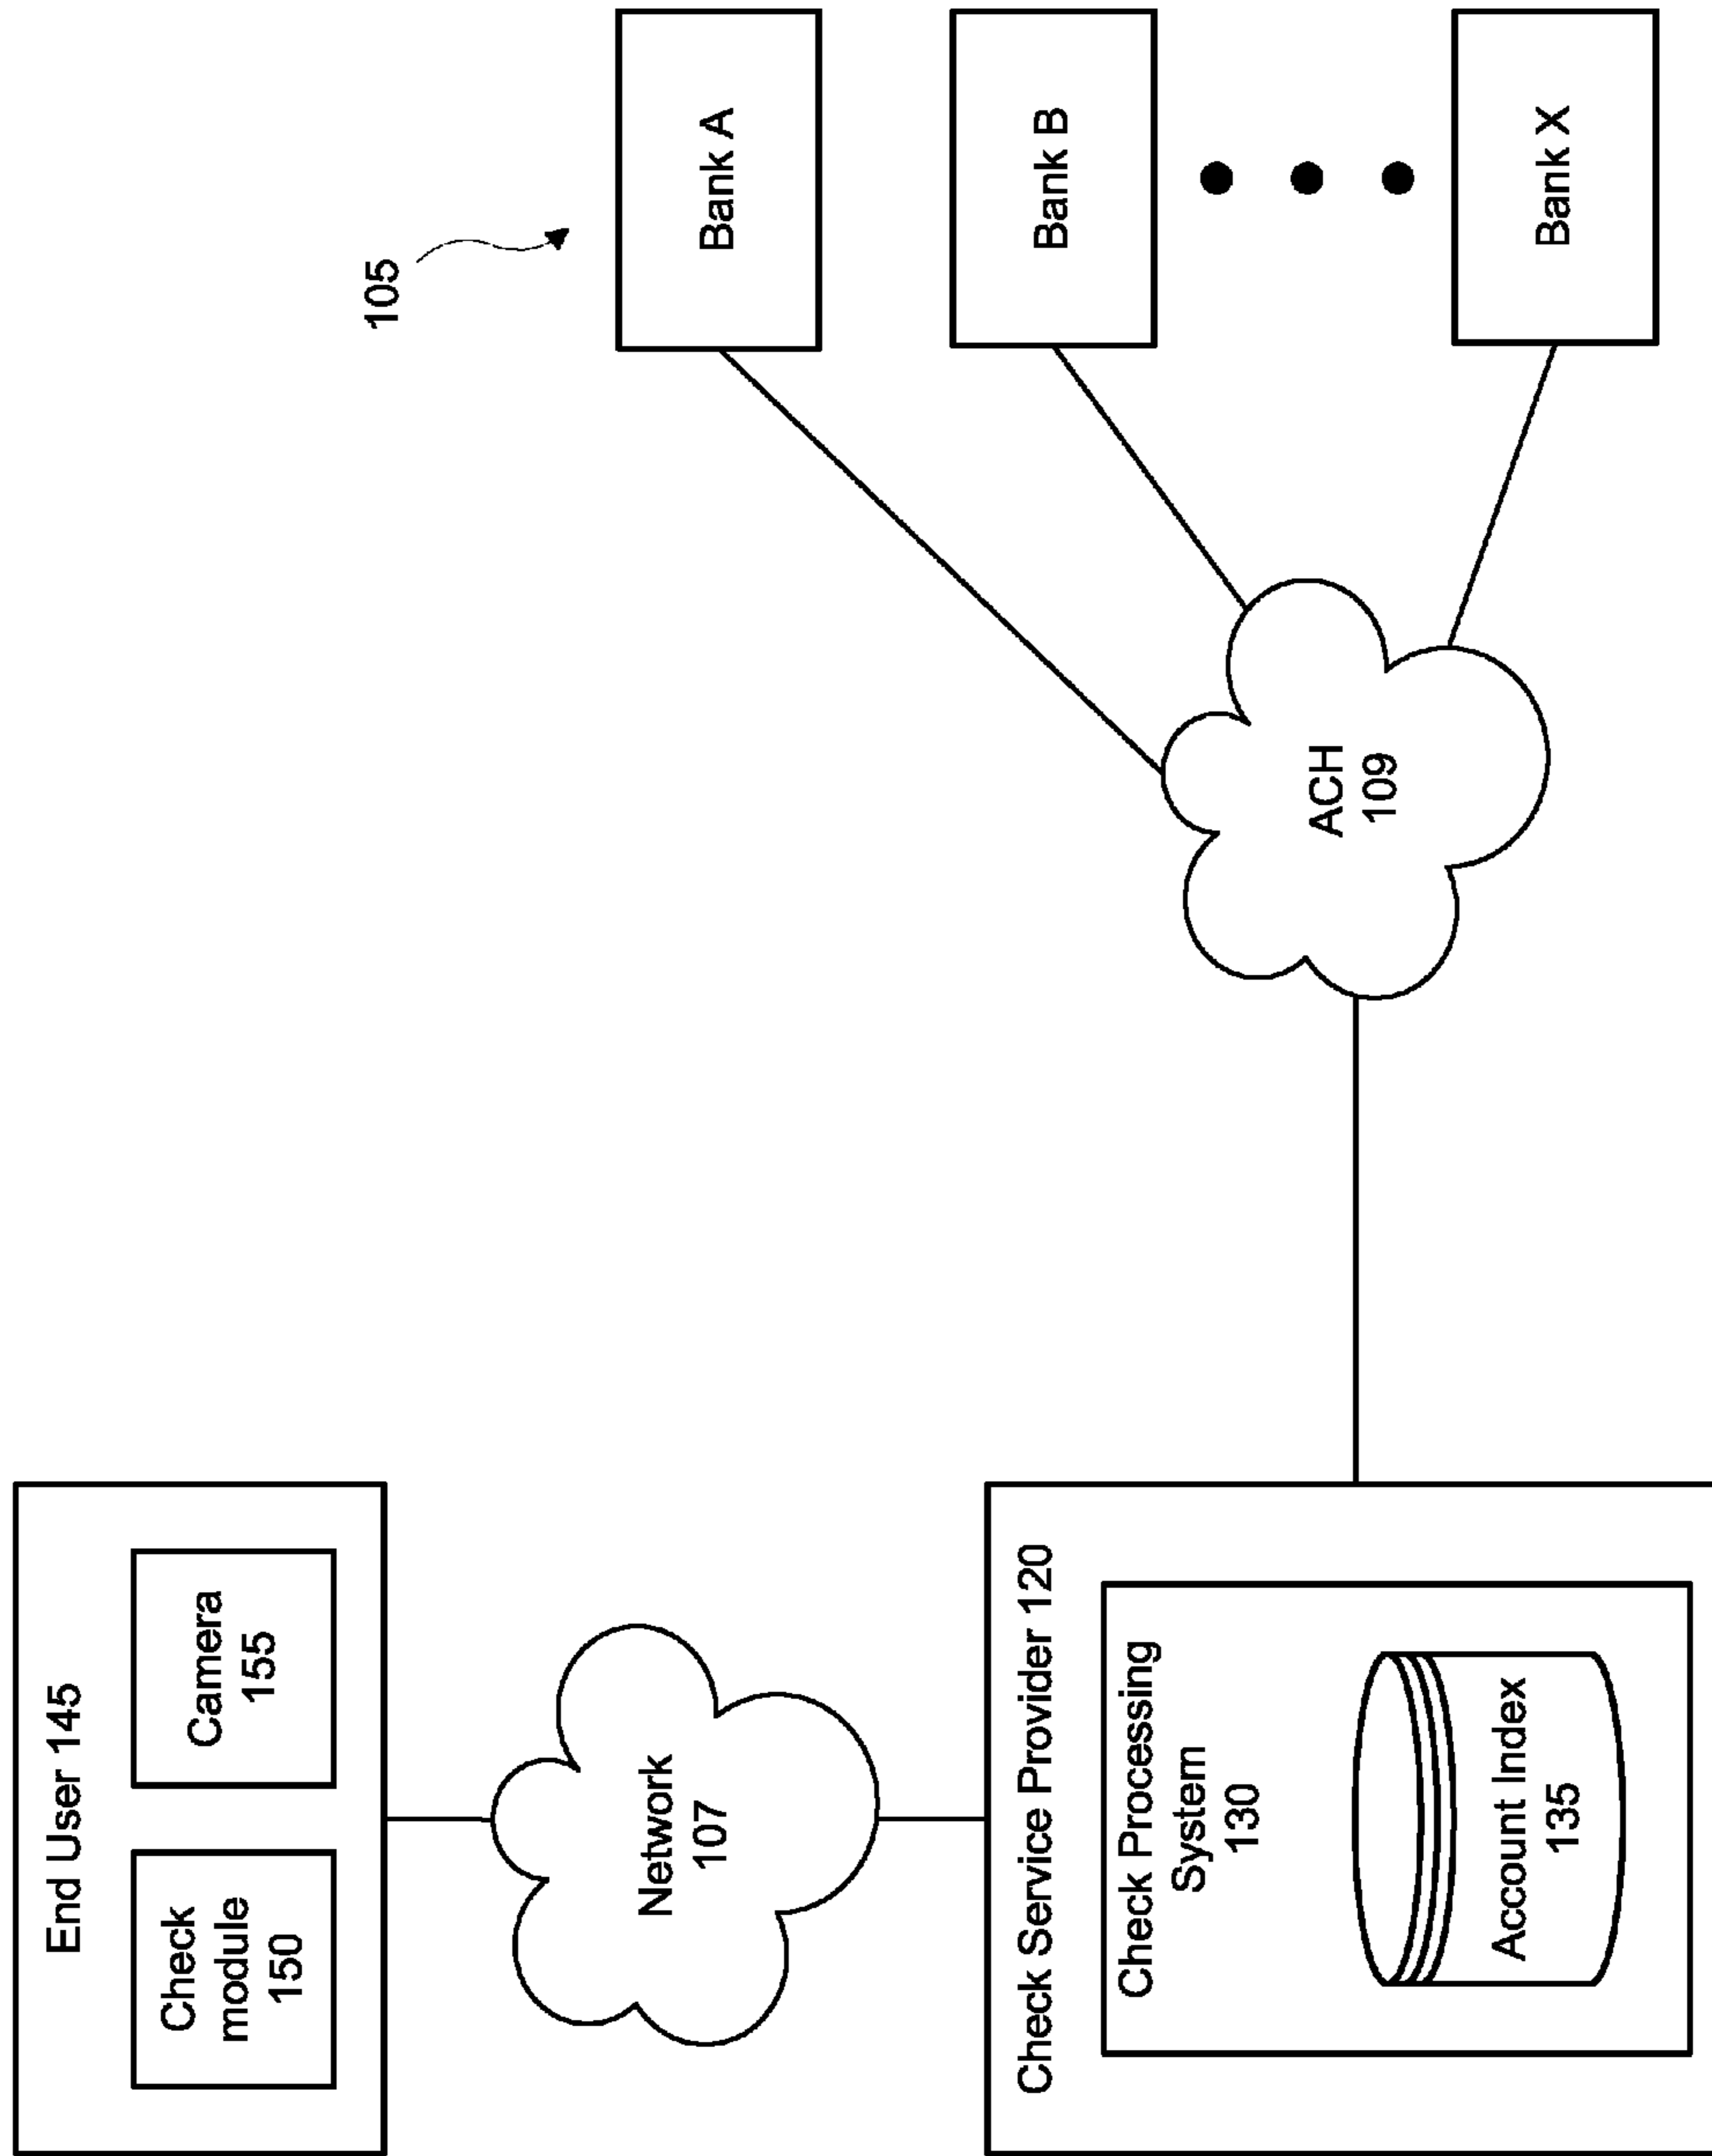 End User 145
Check
module
150
Camera
155
Network
107
Check Service Provider 120
Check Processing
System
130
Account Index
135
ACH
109
105
Bank A
Bank B
Bank X